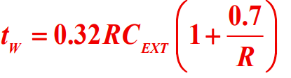 t_W = 0.32RC_EXT (1 + 0.7/R)